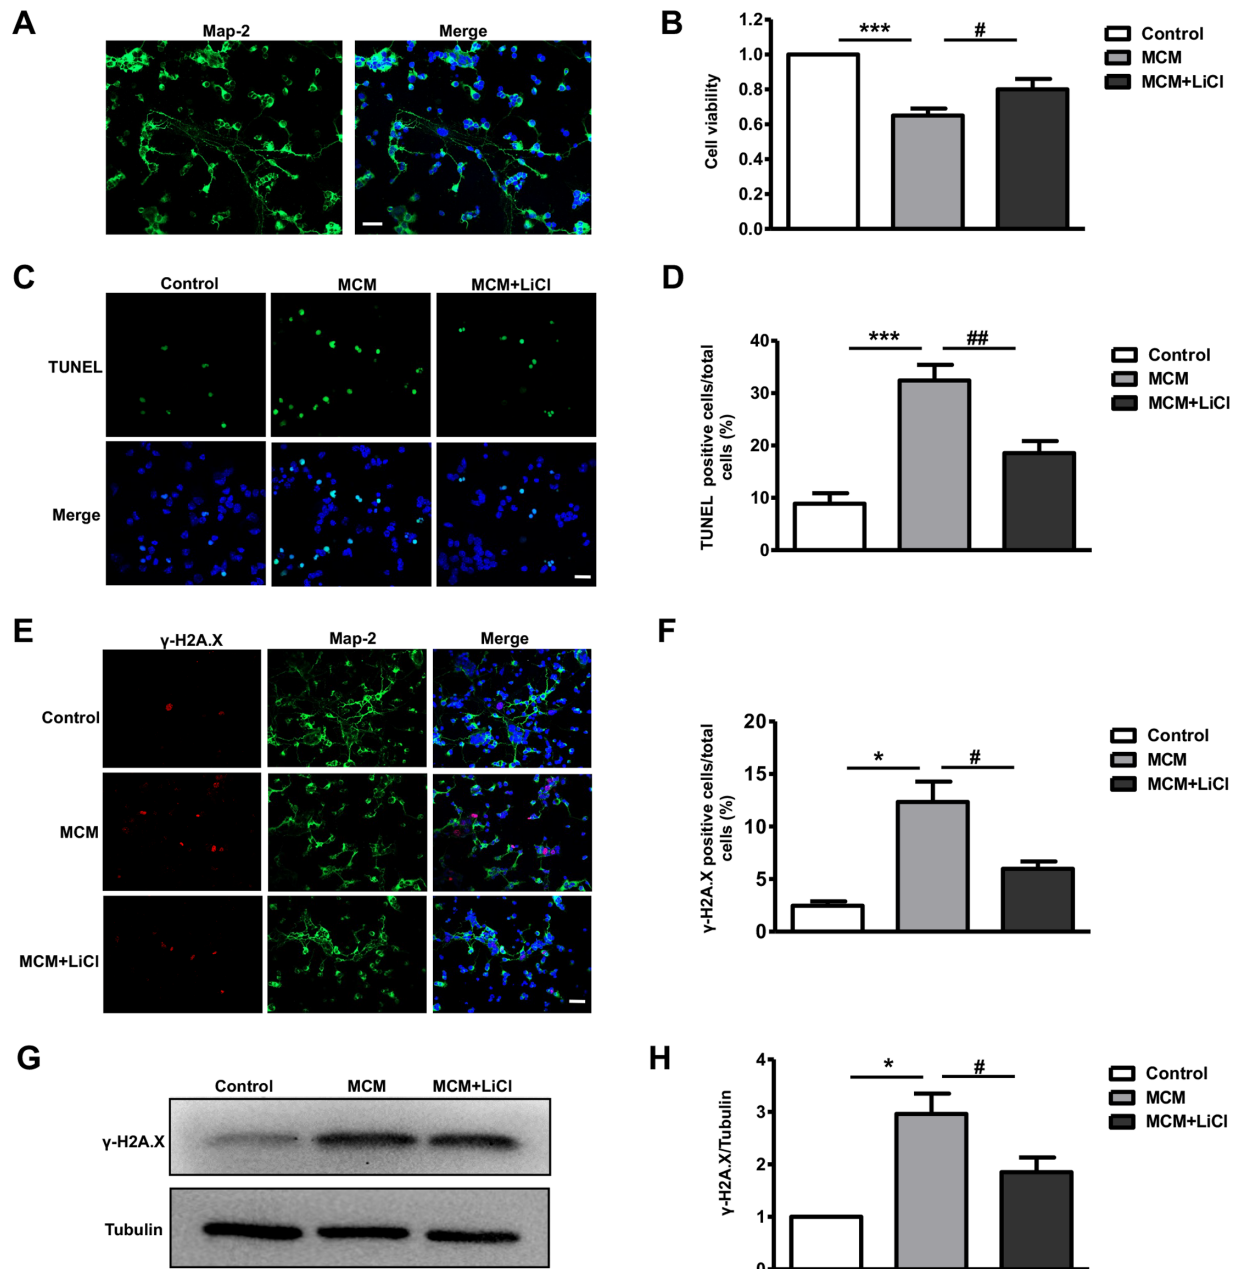 A
Map-2
Merge
B
Cell viability
1.2
1.0
0.8
0.6
0.4
0.2
0.0
***
#
Control
MCM
MCM+LiCl
C
Control
MCM
MCM+LiCl
TUNEL
Merge
D
TUNEL positive cells/total
cells (%)
40
30
20
10
0
***
##
Control
MCM
MCM+LiCl
E
γ-H2A.X
Map-2
Merge
Control
MCM
MCM+LiCl
F
γ-H2A.X positive cells/total
cells (%)
20
15
10
5
0
*
#
Control
MCM
MCM+LiCl
G
Control
MCM
MCM+LiCl
γ-H2A.X
Tubulin
H
γ-H2A.X/Tubulin
4
3
2
1
0
*
#
Control
MCM
MCM+LiCl